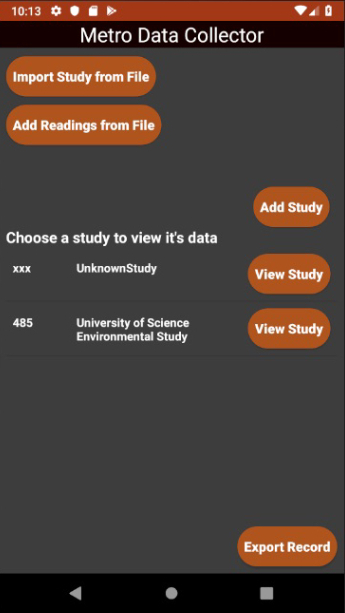 10:13
Metro Data Collector
Import Study from File
Add Readings from File
Add Study
Choose a study to view it's data
xxx UnknownStudy View Study
485 University of Science View Study
Environmental Study
Export Record